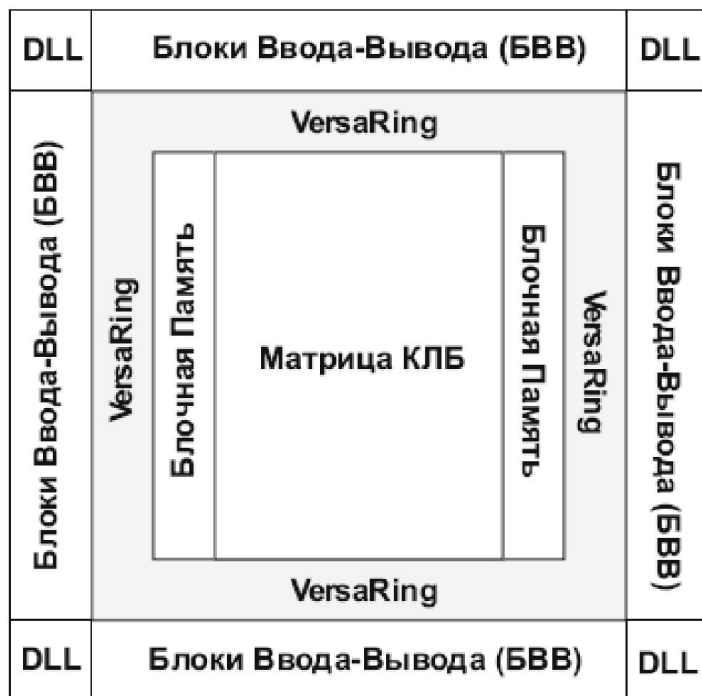 DLL
Блоки Ввода-Вывода (БВВ)
DLL
VersaRing
Блоки Ввода-Вывода (БВВ)
VersaRing
Блочная Память
Матрица КЛБ
Блочная Память
VersaRing
Блоки Ввода-Вывода (БВВ)
VersaRing
DLL
Блоки Ввода-Вывода (БВВ)
DLL